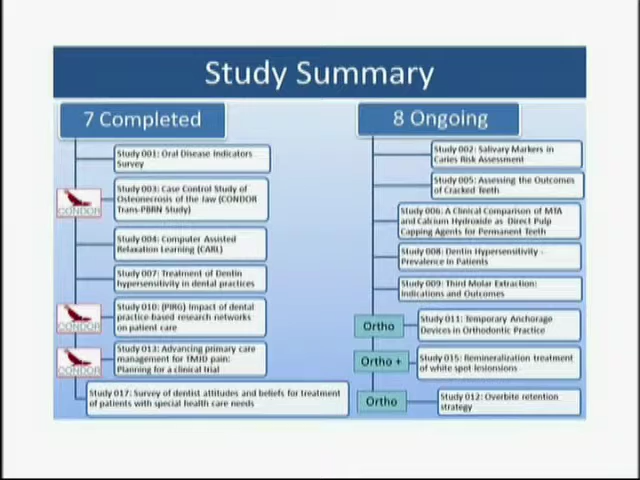 Study Summary
7 Completed
Study 001: Oral Disease Indicators
Survey
CONDOR
Study 003: Case Control Study of
Osteonecrosis of the Jaw (CONDOR
Trans-PBRN Study)
Study 004: Computer Assisted
Relaxation Learning (CARL)
Study 007: Treatment of Dentin
hypersensitivity in dental practices
CONDOR
Study 010: (PIRG) Impact of dental
practice-based research networks
on patient care
CONDOR
Study 013: Advancing primary care
management for TMJD pain:
Planning for a clinical trial
Study 017: Survey of dentist attitudes and beliefs for treatment
of patients with special health care needs
8 Ongoing
Study 002: Salivary Markers in
Caries Risk Assessment
Study 005: Assessing the Outcomes
of Cracked Teeth
Study 006: A Clinical Comparison of MTA
and Calcium Hydroxide as Direct Pulp
Capping Agents for Permanent Teeth
Study 008: Dentin Hypersensitivity -
Prevalence in Patients
Study 009: Third Molar Extraction:
Indications and Outcomes
Ortho
Study 011: Temporary Anchorage
Devices in Orthodontic Practice
Ortho +
Study 015: Remineralization treatment
of white spot lesionsions
Ortho
Study 012: Overbite retention
strategy